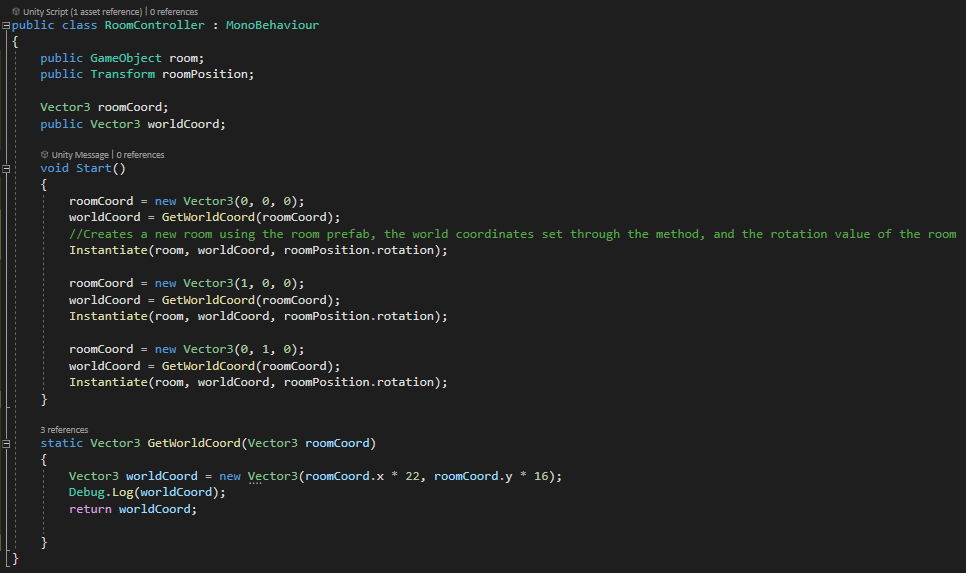 Unity Script (1 asset reference) | 0 references
public class RoomController : MonoBehaviour
{
    public GameObject room;
    public Transform roomPosition;

    Vector3 roomCoord;
    public Vector3 worldCoord;

    Unity Message | 0 references
    void Start()
    {
        roomCoord = new Vector3(0, 0, 0);
        worldCoord = GetWorldCoord(roomCoord);
        //Creates a new room using the room prefab, the world coordinates set through the method, and the rotation value of the room
        Instantiate(room, worldCoord, roomPosition.rotation);

        roomCoord = new Vector3(1, 0, 0);
        worldCoord = GetWorldCoord(roomCoord);
        Instantiate(room, worldCoord, roomPosition.rotation);

        roomCoord = new Vector3(0, 1, 0);
        worldCoord = GetWorldCoord(roomCoord);
        Instantiate(room, worldCoord, roomPosition.rotation);
    }

    3 references
    static Vector3 GetWorldCoord(Vector3 roomCoord)
    {
        Vector3 worldCoord = new Vector3(roomCoord.x * 22, roomCoord.y * 16);
        Debug.Log(worldCoord);
        return worldCoord;

    }
}